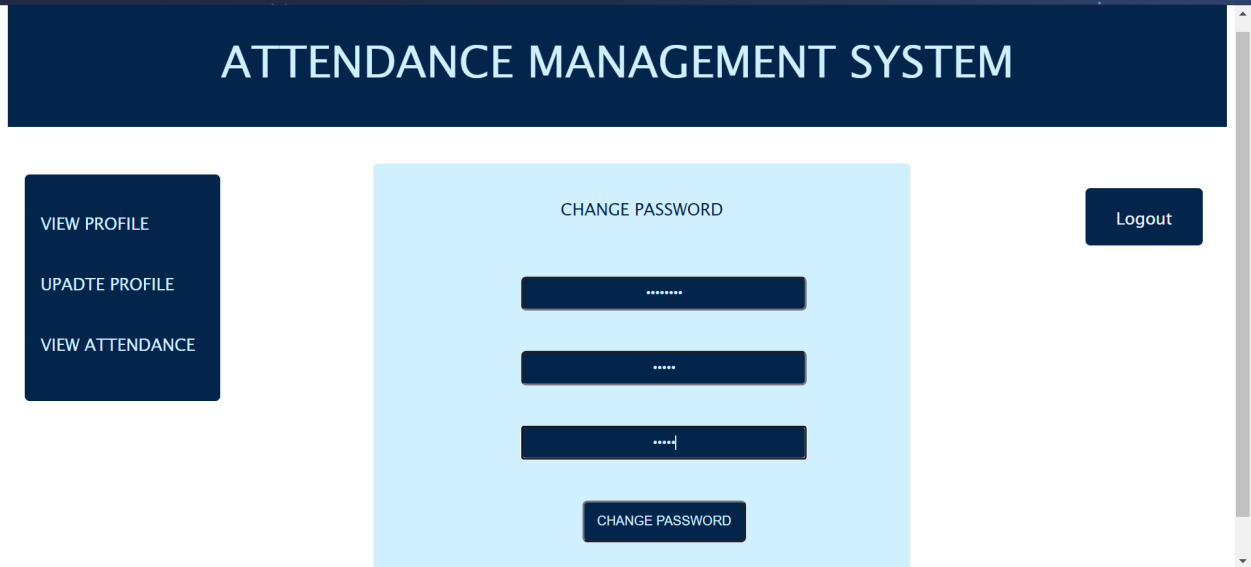 ATTENDANCE MANAGEMENT SYSTEM
VIEW PROFILE
UPADTE PROFILE
VIEW ATTENDANCE
CHANGE PASSWORD
••••••••
•••••
•••••
CHANGE PASSWORD
Logout